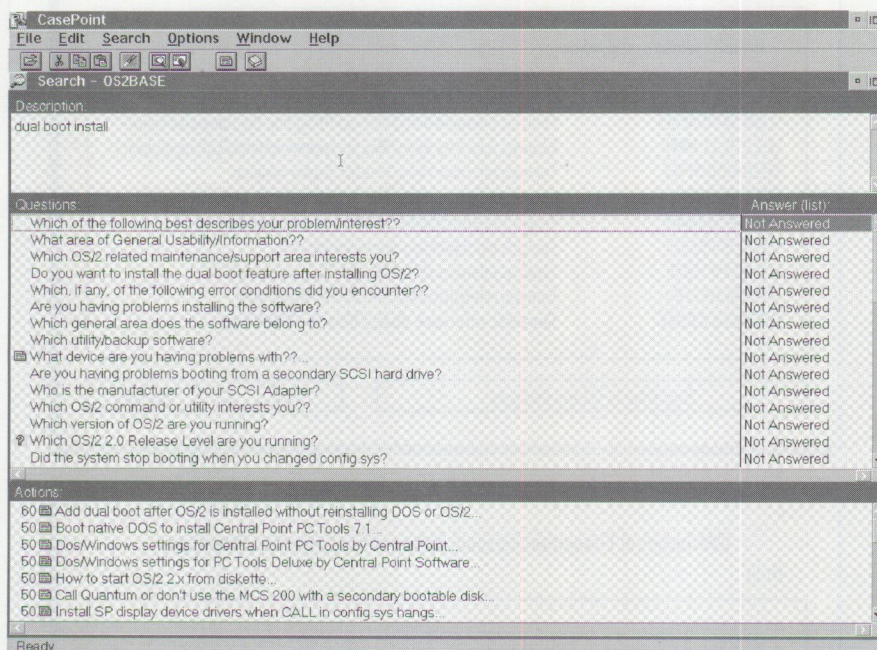 CasePoint
File Edit Search Options Window Help
Search - OS2BASE
Description:
dual boot install
Questions: Answer (list):
Which of the following best describes your problem/interest?? Not Answered
What area of General Usability/Information?? Not Answered
Which OS/2 related maintenance/support area interests you? Not Answered
Do you want to install the dual boot feature after installing OS/2? Not Answered
Which, if any, of the following error conditions did you encounter?? Not Answered
Are you having problems installing the software? Not Answered
Which general area does the software belong to? Not Answered
Which utility/backup software? Not Answered
What device are you having problems with??... Not Answered
Are you having problems booting from a secondary SCSI hard drive? Not Answered
Who is the manufacturer of your SCSI Adapter? Not Answered
Which OS/2 command or utility interests you?? Not Answered
Which version of OS/2 are you running? Not Answered
? Which OS/2 2.0 Release Level are you running? Not Answered
Did the system stop booting when you changed config.sys? Not Answered
Actions:
60 Add dual boot after OS/2 is installed without reinstalling DOS or OS/2...
50 Boot native DOS to install Central Point PC Tools 7.1...
50 Dos/Windows settings for Central Point PC Tools by Central Point...
50 Dos/Windows settings for PC Tools Deluxe by Central Point Software...
50 How to start OS/2 2.x from diskette...
50 Call Quantum or don't use the MCS 200 with a secondary bootable disk...
50 Install SP display device drivers when CALL in config.sys hangs...
Ready